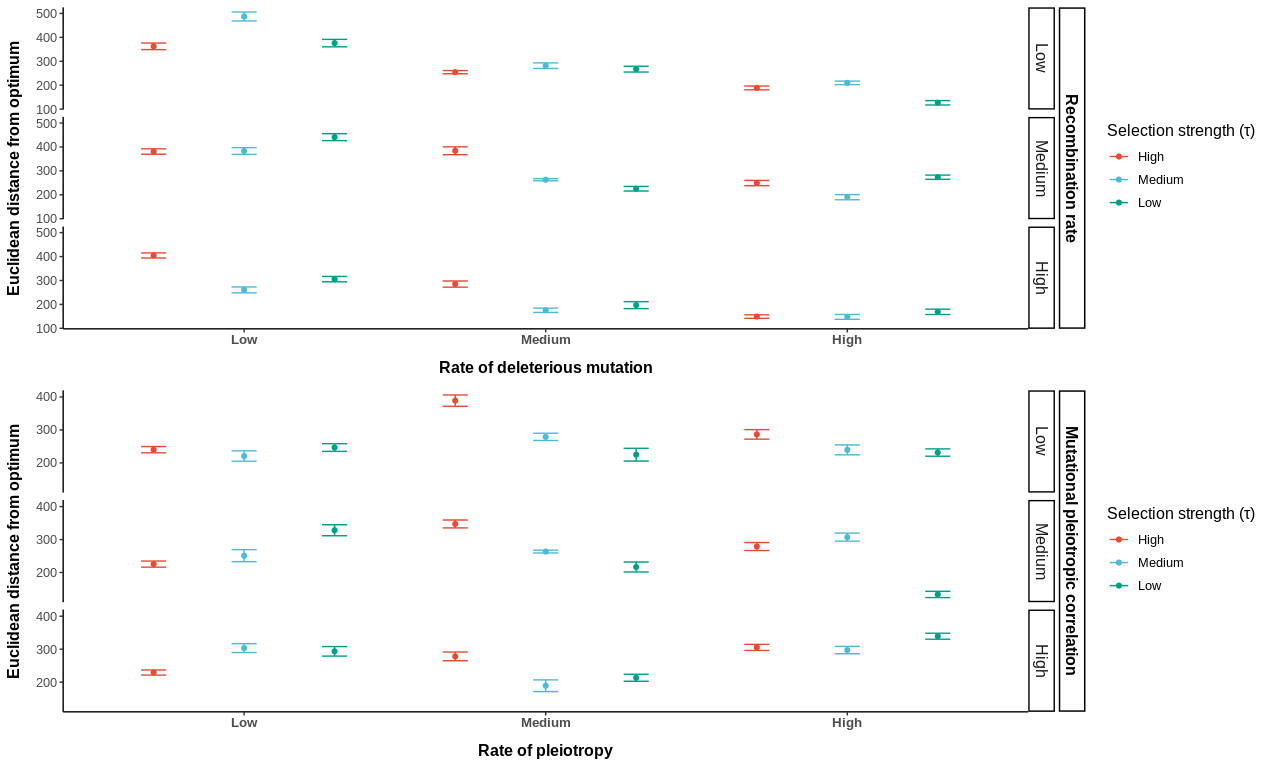 Euclidean distance from optimum
500
400
300
200
100
500
400
300
200
100
500
400
300
200
100
Low
Medium
High
Recombination rate
Low
Medium
High
Rate of deleterious mutation
Selection strength (τ)
High
Medium
Low
Euclidean distance from optimum
400
300
200
400
300
200
400
300
200
Low
Medium
High
Mutational pleiotropic correlation
Low
Medium
High
Rate of pleiotropy
Selection strength (τ)
High
Medium
Low